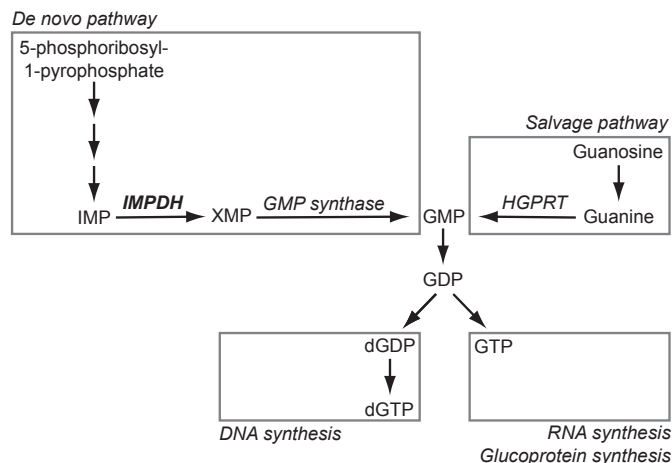 De novo pathway
5-phosphoribosyl-
1-pyrophosphate
Salvage pathway
Guanosine
IMP IMPDH XMP GMP synthase GMP HGPRT Guanine
GDP
dGDP GTP
dGTP
DNA synthesis RNA synthesis
Glucoprotein synthesis